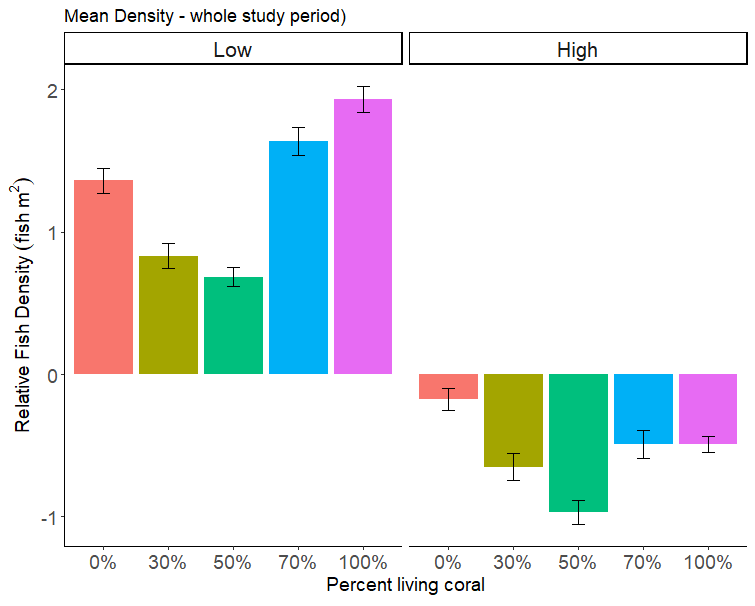 Mean Density - whole study period)
Low
High
Relative Fish Density (fish m²)
2
1
0
-1
0% 30% 50% 70% 100%
0% 30% 50% 70% 100%
Percent living coral